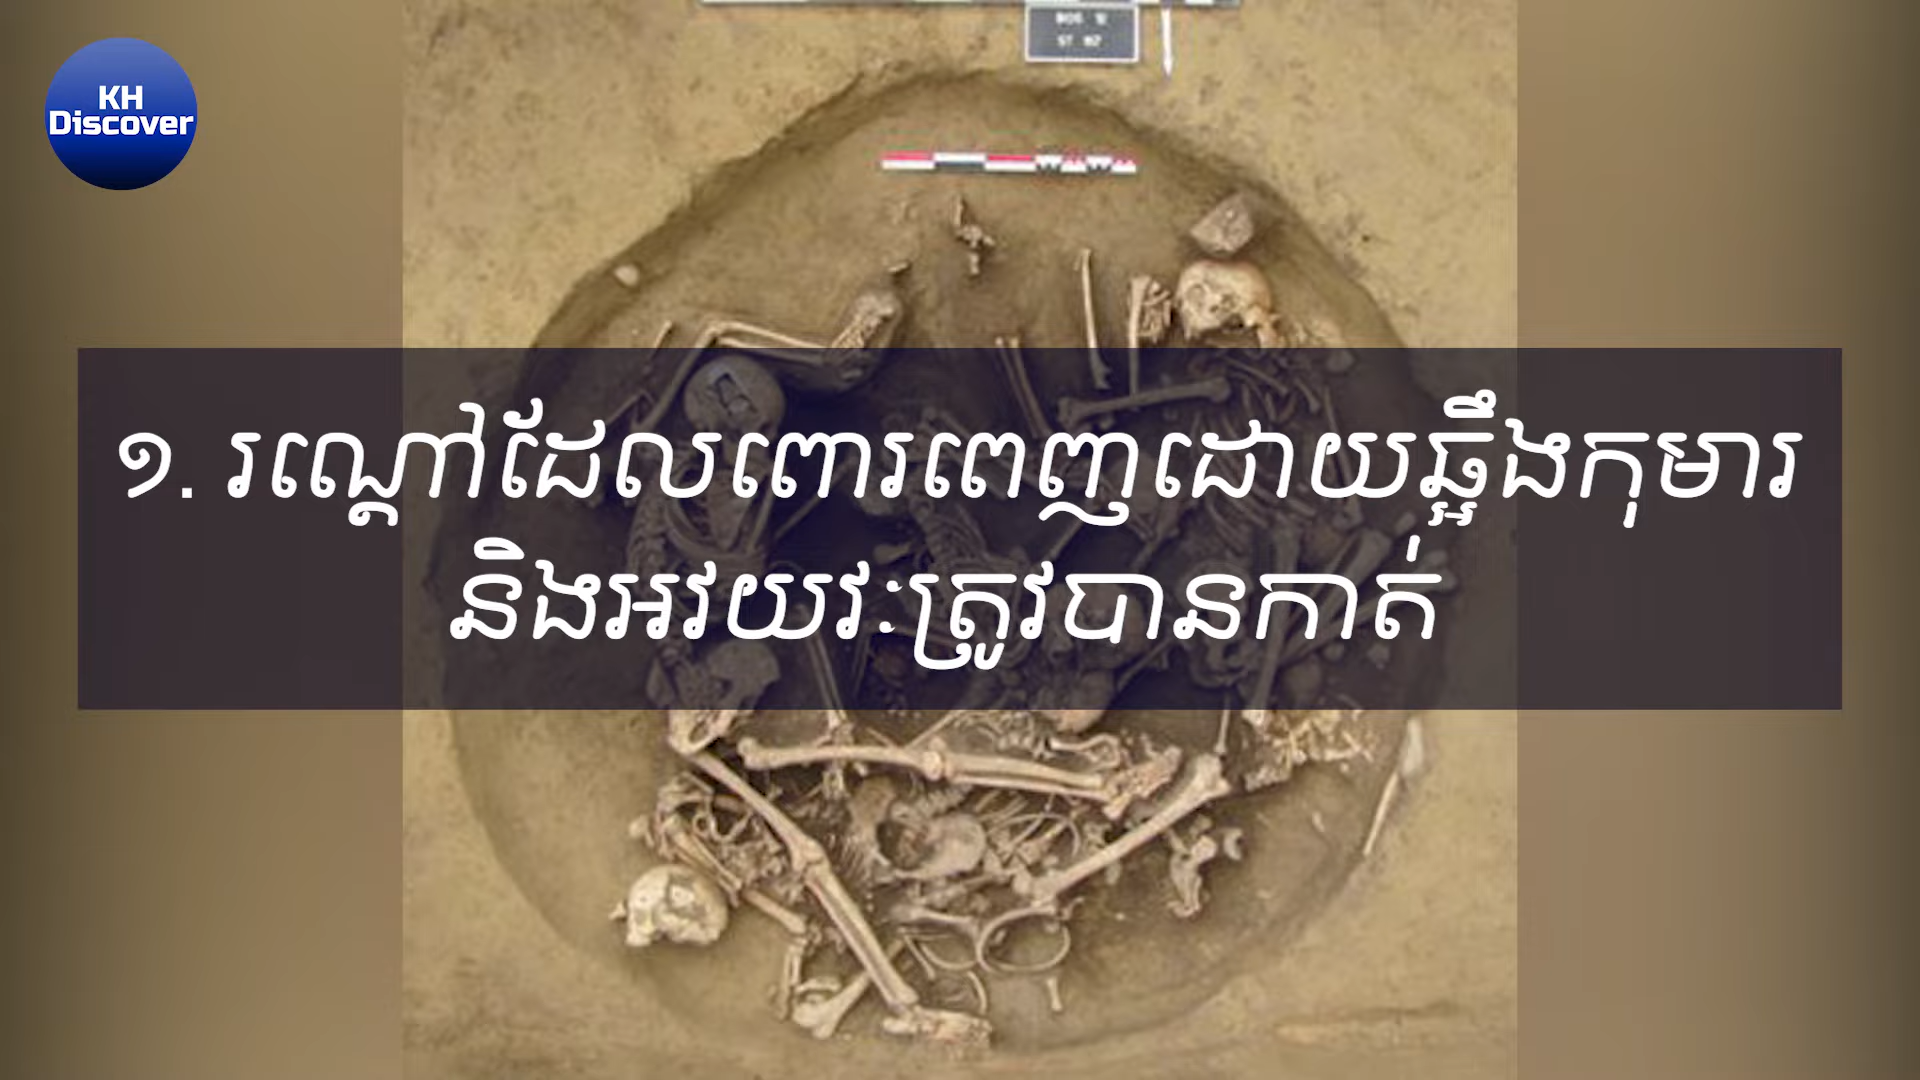 KH
Discover
១. រណ្តៅដែលពោរពេញដោយឆ្អឹងកុមារ
និងអវយវៈត្រូវបានកាត់